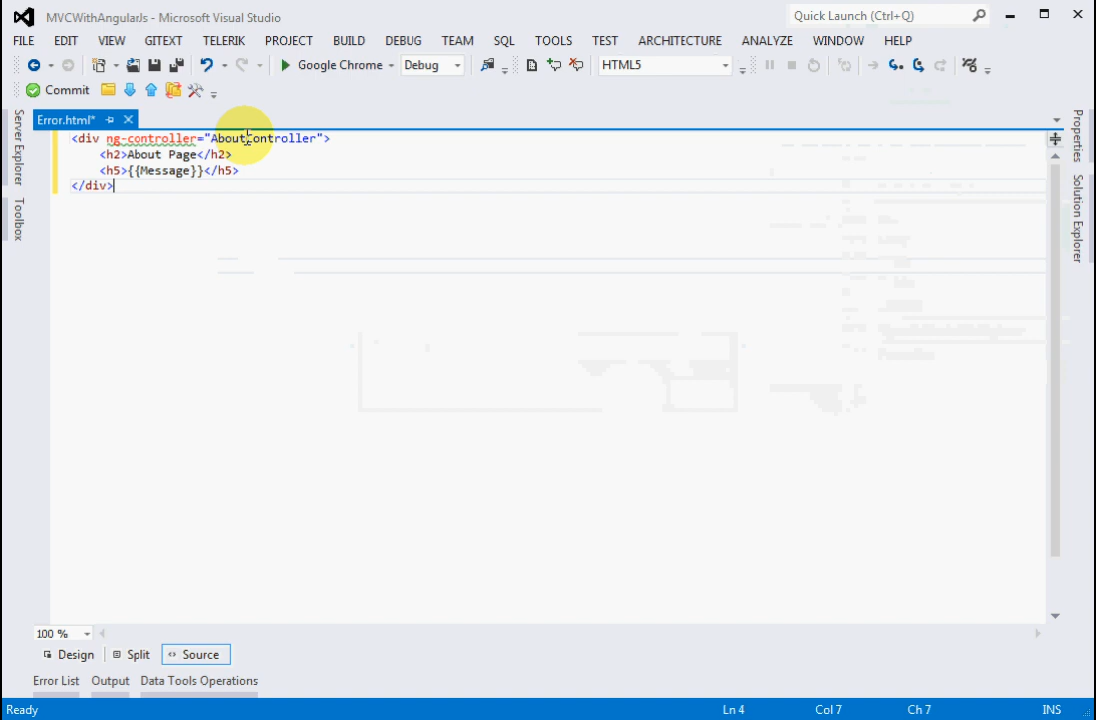 MVCWithAngularJs - Microsoft Visual Studio
Quick Launch (Ctrl+Q)
FILE EDIT VIEW GITEXT TELERIK PROJECT BUILD DEBUG TEAM SQL TOOLS TEST ARCHITECTURE ANALYZE WINDOW HELP
Google Chrome Debug HTML5
Commit
Error.html*
Server Explorer
Toolbox
Properties
Solution Explorer
<div ng-controller="AboutController">
<h2>About Page</h2>
<h5>{{Message}}</h5>
</div>
100 %
Design Split Source
Error List Output Data Tools Operations
Ready Ln 4 Col 7 Ch 7 INS